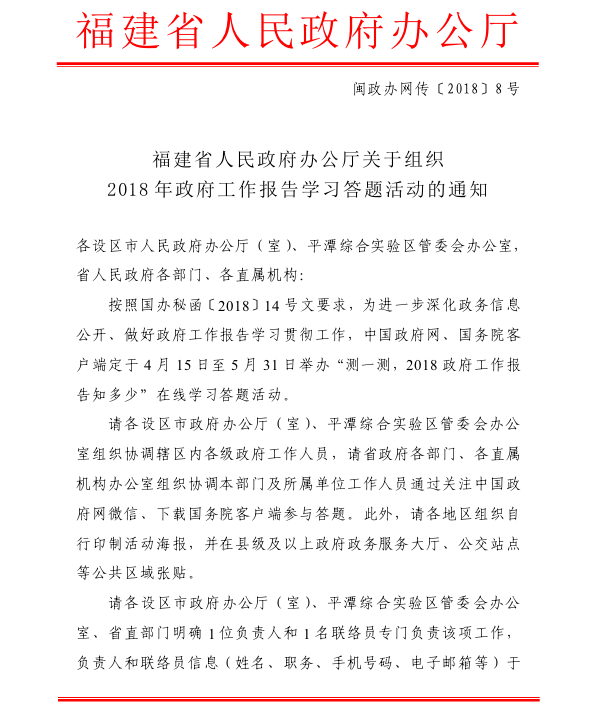 福建省人民政府办公厅
闽政办网传〔2018〕8号
福建省人民政府办公厅关于组织
2018年政府工作报告学习答题活动的通知
各设区市人民政府办公厅（室）、平潭综合实验区管委会办公室，
省人民政府各部门、各直属机构：
按照国办秘函〔2018〕14号文要求，为进一步深化政务信息
公开、做好政府工作报告学习贯彻工作，中国政府网、国务院客
户端定于4月15日至5月31日举办“测一测，2018政府工作报
告知多少”在线学习答题活动。
请各设区市政府办公厅（室）、平潭综合实验区管委会办公
室组织协调辖区内各级政府工作人员，请省政府各部门、各直属
机构办公室组织协调本部门及所属单位工作人员通过关注中国政
府网微信、下载国务院客户端参与答题。此外，请各地区组织自
行印制活动海报，并在县级及以上政府政务服务大厅、公交站点
等公共区域张贴。
请各设区市政府办公厅（室）、平潭综合实验区管委会办公
室、省直部门明确1位负责人和1名联络员专门负责该项工作，
负责人和联络员信息（姓名、职务、手机号码、电子邮箱等）于